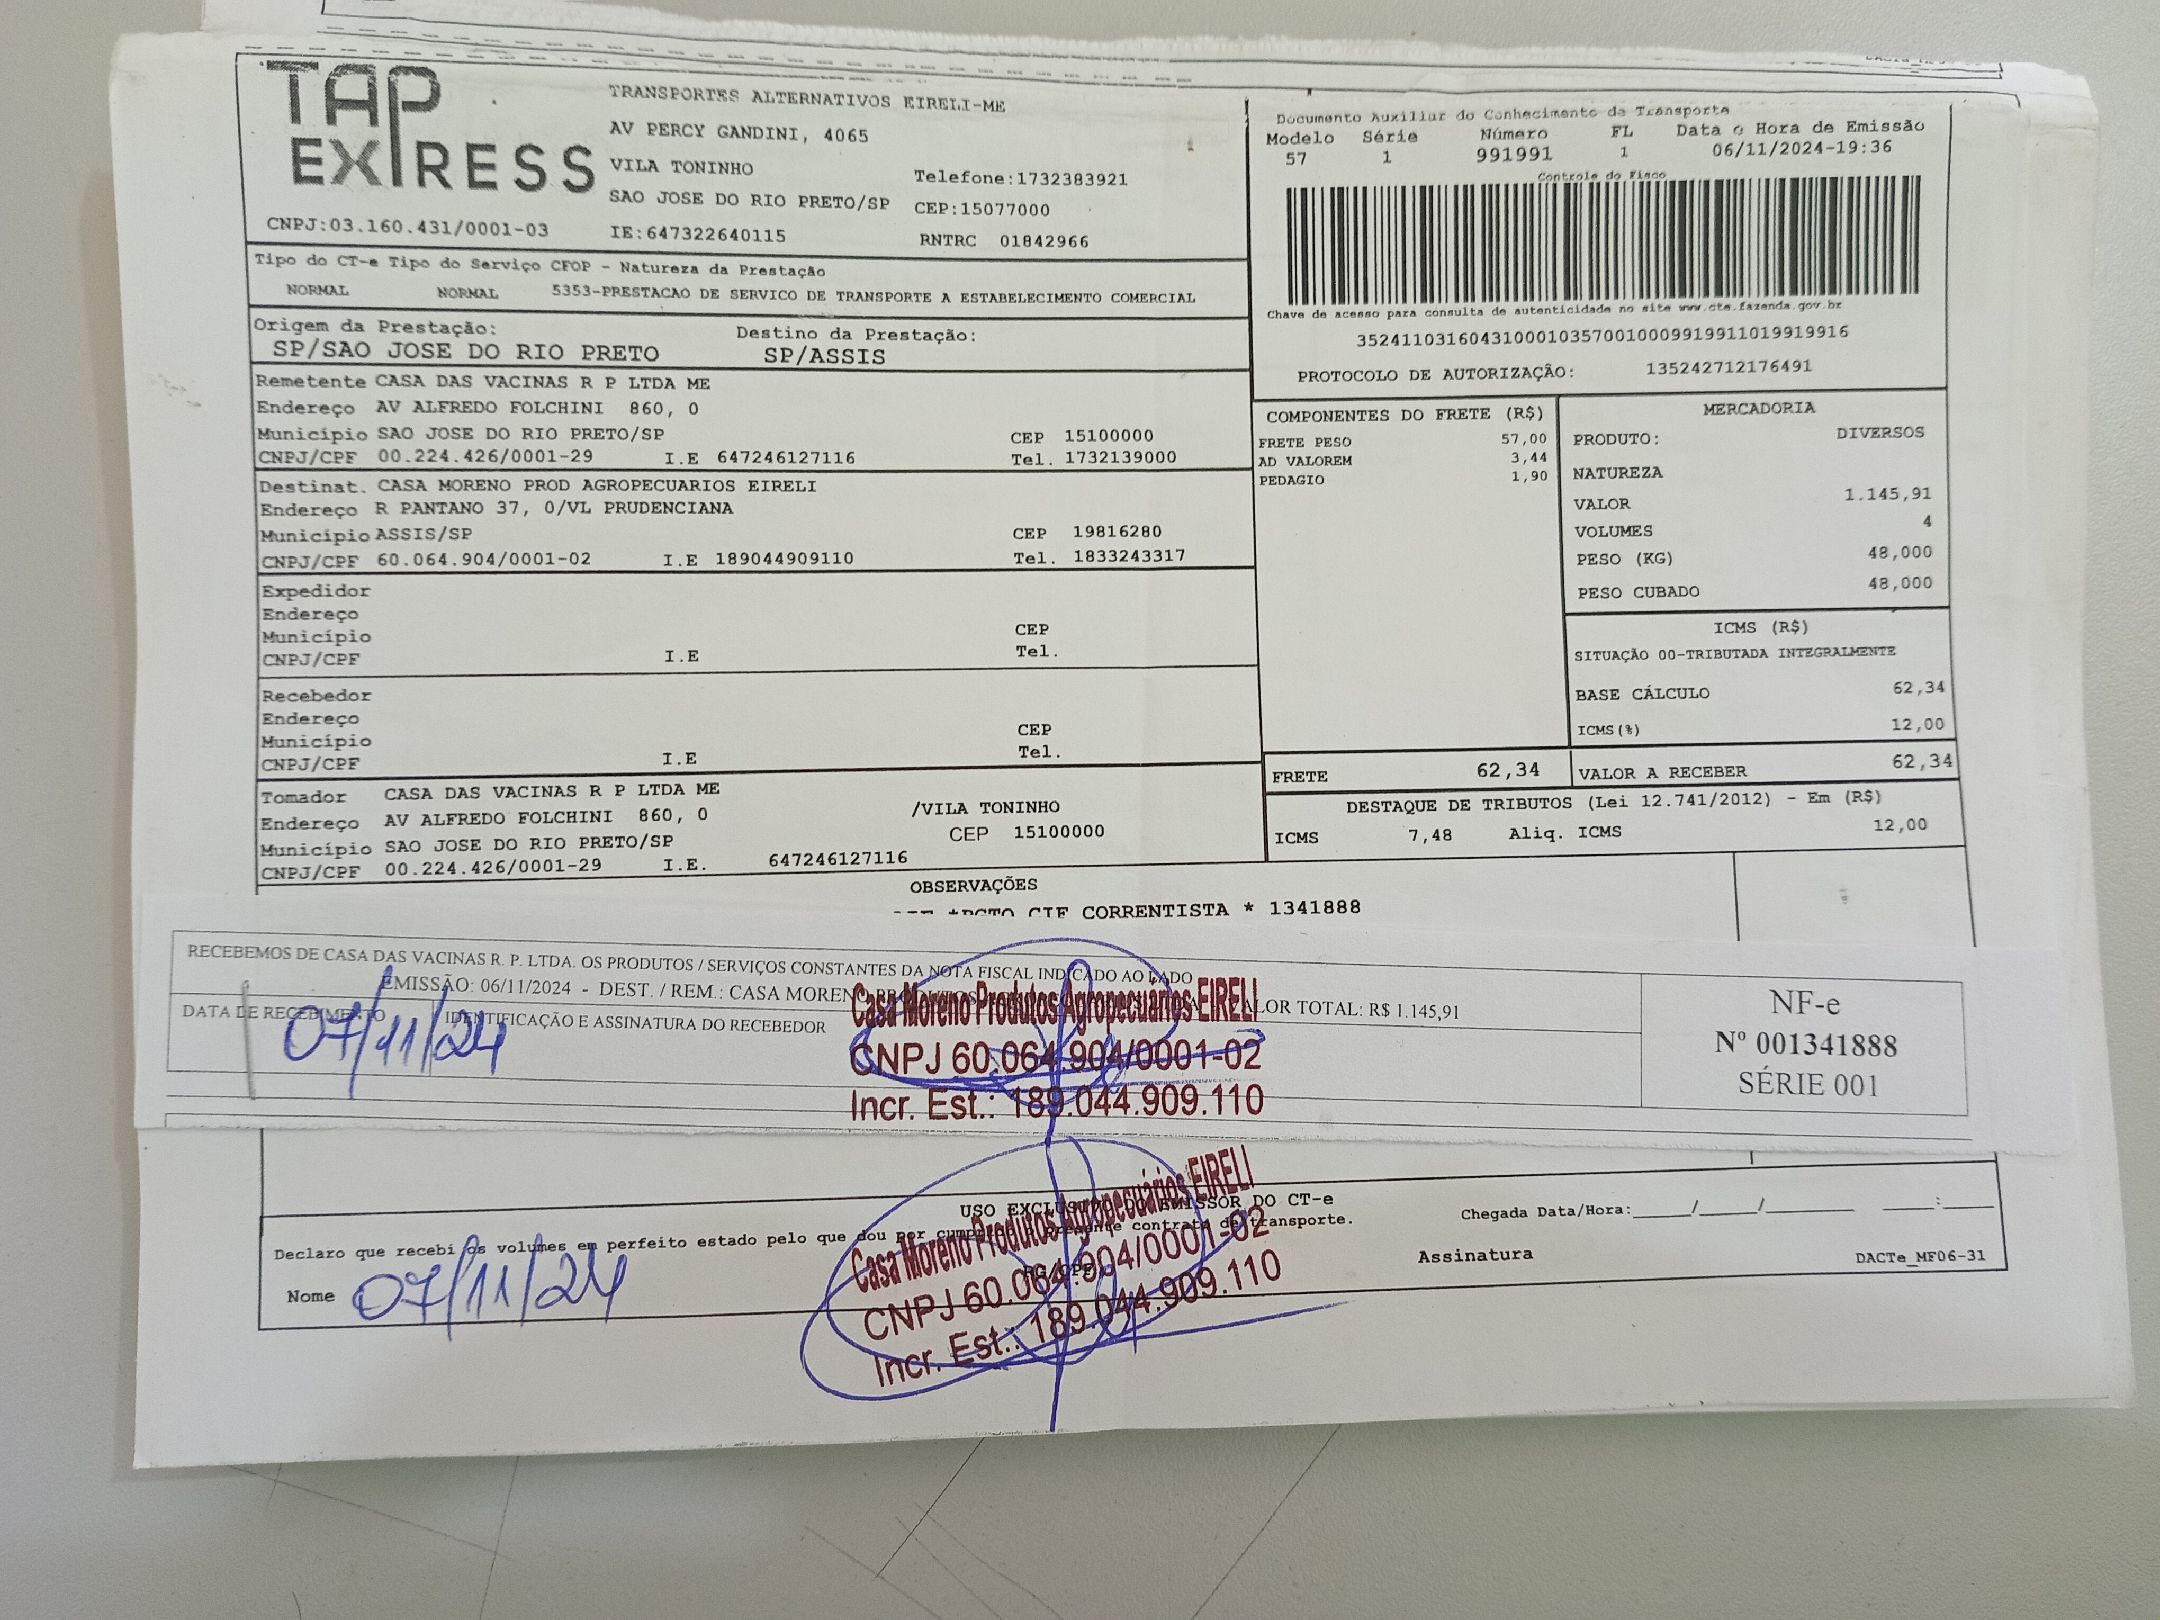 TAP
EXPRESS
CNPJ:03.160.431/0001-03
TRANSPORTES ALTERNATIVOS EIRELI-ME
AV PERCY GANDINI, 4065
VILA TONINHO
Telefone:1732383921
SAO JOSE DO RIO PRETO/SP CEP:15077000
IE:647322640115 RNTRC 01842966
Documento Auxiliar do Conhecimento de Transporte
Modelo Série Número FL Data e Hora de Emissão
57 1 991991 1 06/11/2024-19:36
Controle do Fisco
Chave de acesso para consulta de autenticidade no site www.cte.fazenda.gov.br
35241103160431000103570010009919911019919916
PROTOCOLO DE AUTORIZAÇÃO: 135242712176491
Tipo do CT-e Tipo do Serviço CFOP - Natureza da Prestação
NORMAL NORMAL 5353-PRESTACAO DE SERVICO DE TRANSPORTE A ESTABELECIMENTO COMERCIAL
Origem da Prestação: Destino da Prestação:
SP/SAO JOSE DO RIO PRETO SP/ASSIS
Remetente CASA DAS VACINAS R P LTDA ME
Endereço AV ALFREDO FOLCHINI 860, 0
Município SAO JOSE DO RIO PRETO/SP CEP 15100000
CNPJ/CPF 00.224.426/0001-29 I.E 647246127116 Tel. 1732139000
Destinat. CASA MORENO PROD AGROPECUARIOS EIRELI
Endereço R PANTANO 37, 0/VL PRUDENCIANA
Município ASSIS/SP CEP 19816280
CNPJ/CPF 60.064.904/0001-02 I.E 189044909110 Tel. 1833243317
Expedidor
Endereço
Município CEP
CNPJ/CPF I.E Tel.
Recebedor
Endereço
Município CEP
CNPJ/CPF I.E Tel.
Tomador CASA DAS VACINAS R P LTDA ME
Endereço AV ALFREDO FOLCHINI 860, 0 /VILA TONINHO
Município SAO JOSE DO RIO PRETO/SP CEP 15100000
CNPJ/CPF 00.224.426/0001-29 I.E. 647246127116
COMPONENTES DO FRETE (R$)
FRETE PESO 57,00
AD VALOREM 3,44
PEDAGIO 1,90
MERCADORIA
PRODUTO: DIVERSOS
NATUREZA
VALOR 1.145,91
VOLUMES 4
PESO (KG) 48,000
PESO CUBADO 48,000
ICMS (R$)
SITUAÇÃO 00-TRIBUTADA INTEGRALMENTE
BASE CÁLCULO 62,34
ICMS(%) 12,00
FRETE 62,34 VALOR A RECEBER 62,34
DESTAQUE DE TRIBUTOS (Lei 12.741/2012) - Em (R$)
ICMS 7,48 Aliq. ICMS 12,00
OBSERVAÇÕES
*PGTO CIF CORRENTISTA * 1341888
RECEBEMOS DE CASA DAS VACINAS R. P. LTDA. OS PRODUTOS / SERVIÇOS CONSTANTES DA NOTA FISCAL INDICADO AO LADO
EMISSÃO: 06/11/2024 - DEST. / REM.: CASA MORENO VALOR TOTAL: R$ 1.145,91
DATA DE RECEBIMENTO IDENTIFICAÇÃO E ASSINATURA DO RECEBEDOR
07/11/24
Casa Moreno Produtos Agropecuários EIRELI
CNPJ 60.064.904/0001-02
Incr. Est.: 189.044.909.110
NF-e
Nº 001341888
SÉRIE 001
USO EXCLUSIVO DO EMISSOR DO CT-e
Declaro que recebi os volumes em perfeito estado pelo que dou por cumprido o presente contrato de transporte.
Chegada Data/Hora:____/____/________ ____:____
Nome 07/11/24 RG/CPF Assinatura DACTe_MF06-31
Casa Moreno Produtos Agropecuários EIRELI
CNPJ 60.064.904/0001-02
Incr. Est.: 189.044.909.110